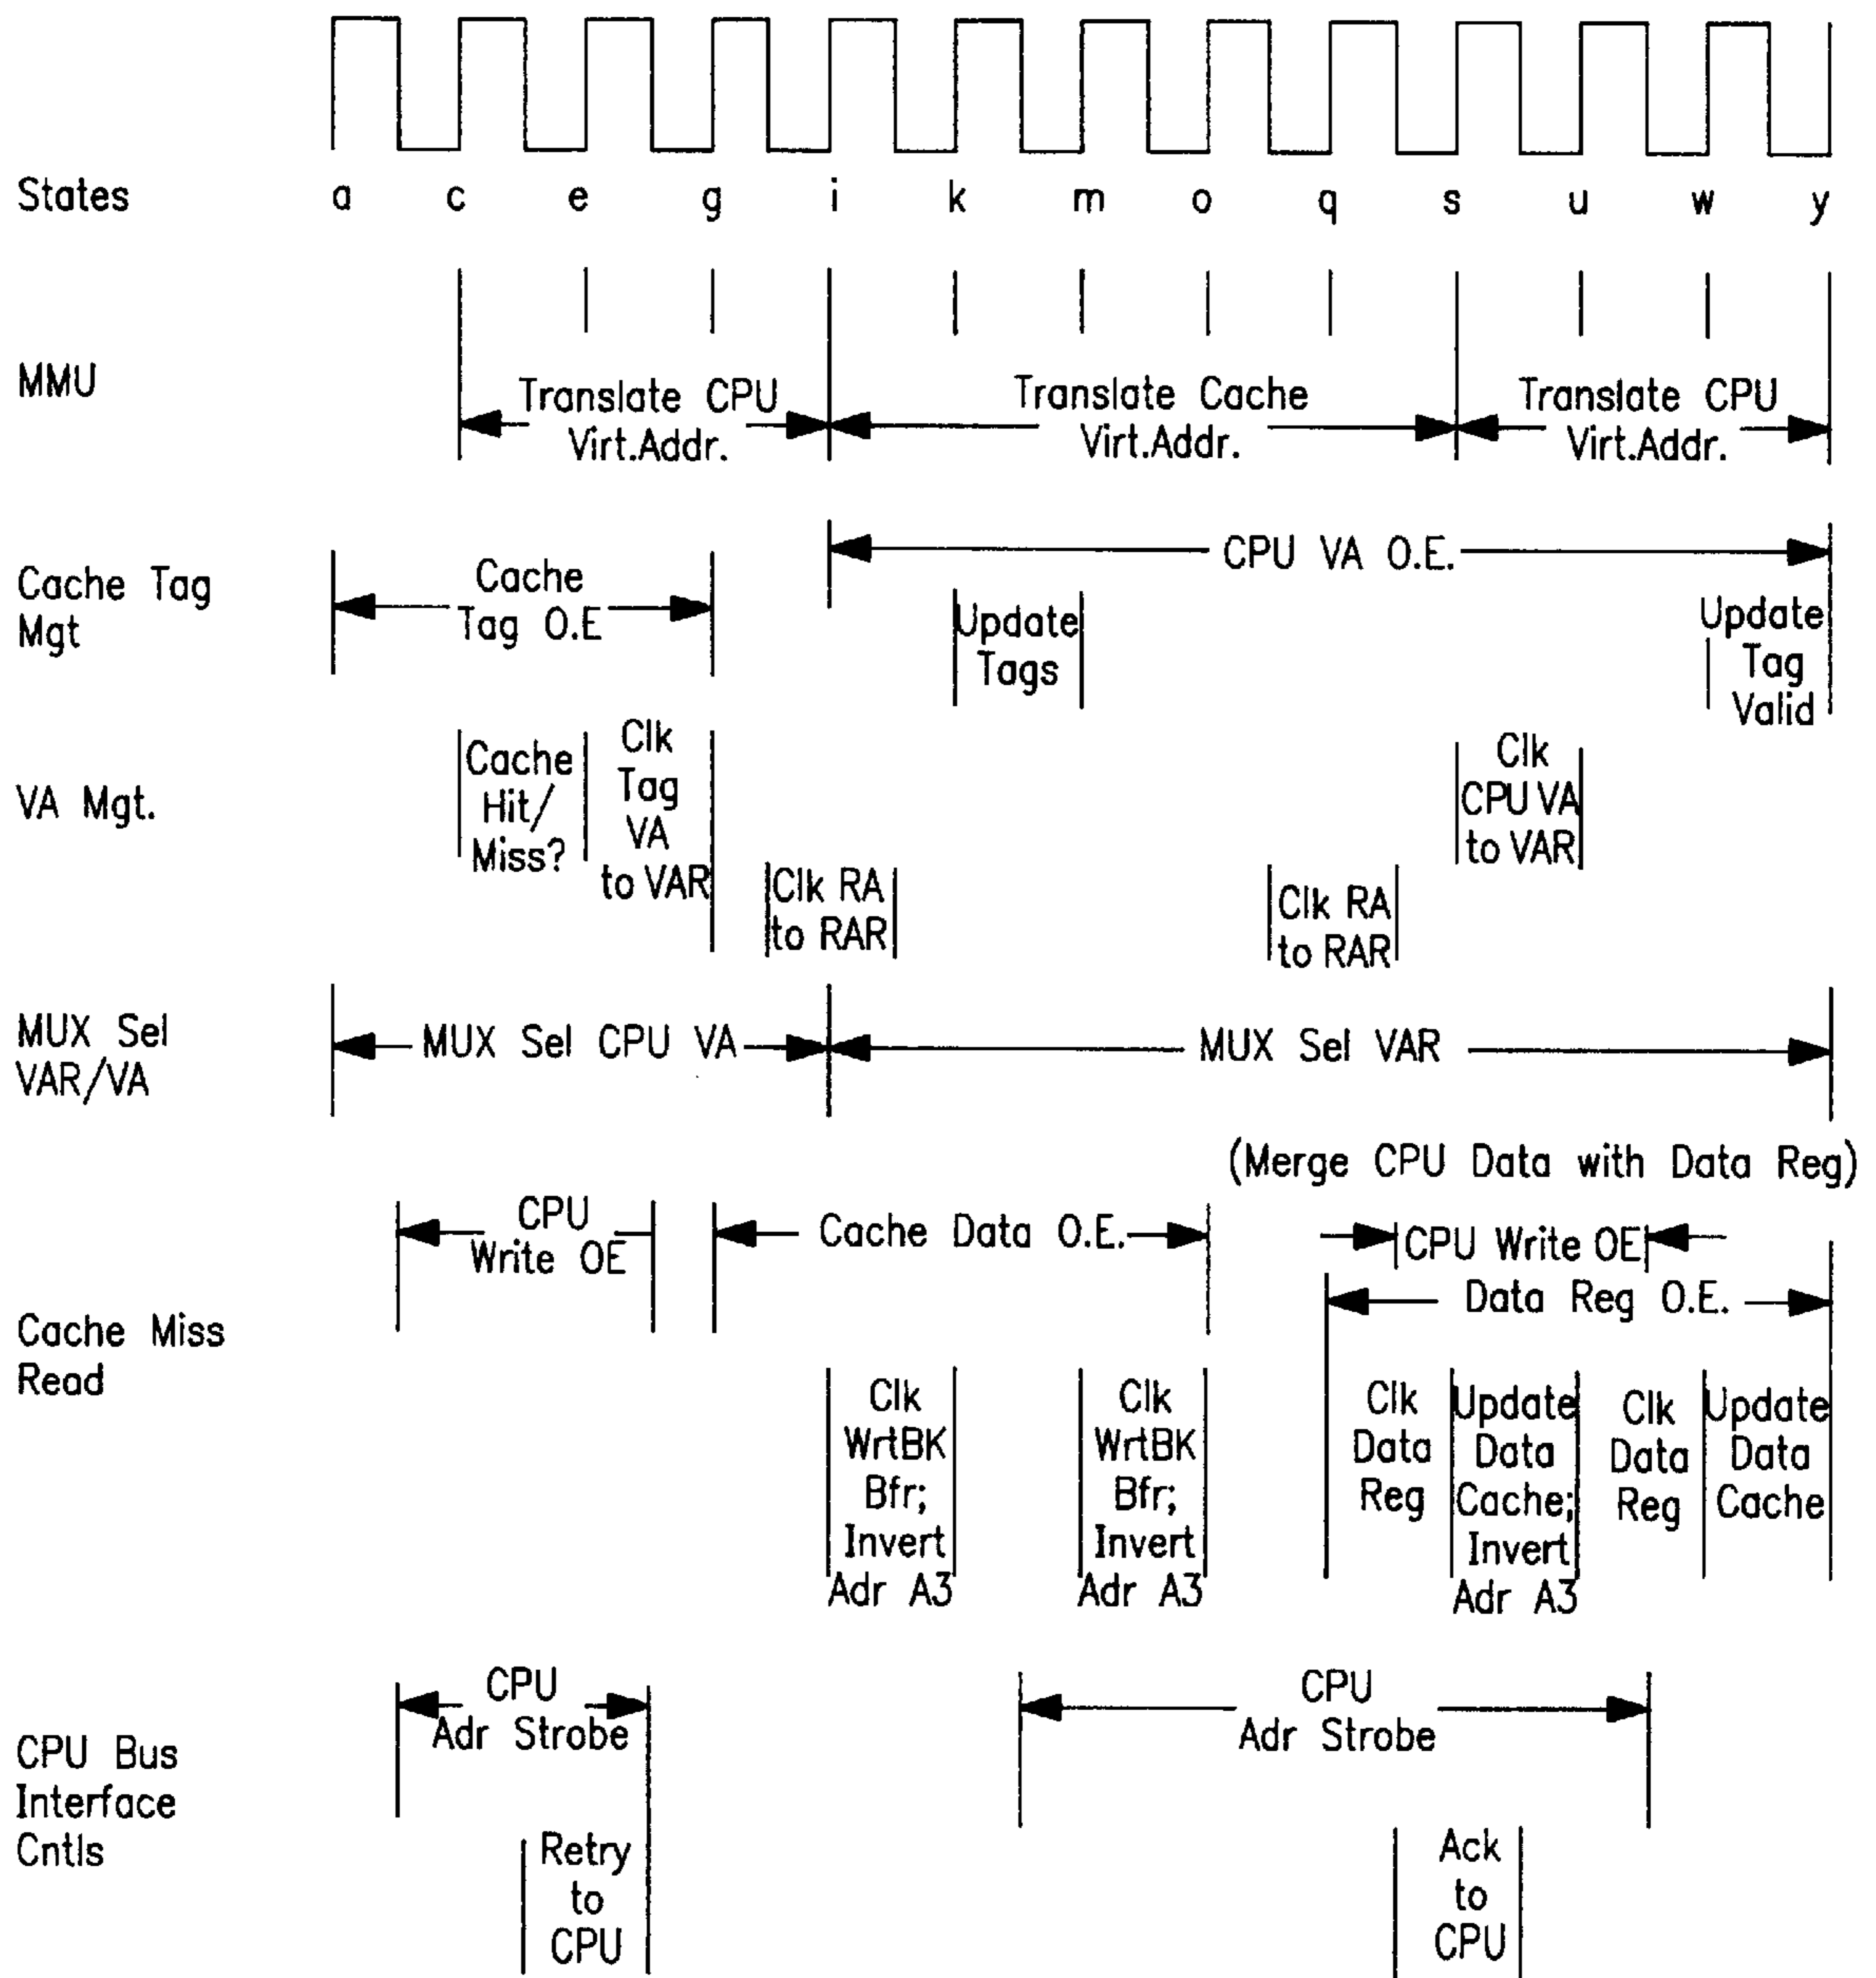 States a c e g i k m o q s u w y
MMU
Translate CPU
Virt.Addr.
Translate Cache
Virt.Addr.
Translate CPU
Virt.Addr.
Cache Tag
Mgt
Cache
Tag O.E
CPU VA O.E.
Update
Tags
Update
Tag
Valid
VA Mgt.
Cache
Hit/
Miss?
Clk
Tag
VA
to VAR
Clk RA
to RAR
Clk RA
to RAR
Clk
CPU VA
to VAR
MUX Sel
VAR/VA
MUX Sel CPU VA
MUX Sel VAR
(Merge CPU Data with Data Reg)
Cache Miss
Read
CPU
Write OE
Cache Data O.E.
CPU Write OE
Data Reg O.E.
Clk
WrtBK
Bfr;
Invert
Adr A3
Clk
WrtBK
Bfr;
Invert
Adr A3
Clk
Data
Reg
Update
Data
Cache;
Invert
Adr A3
Clk
Data
Reg
Update
Data
Cache
CPU Bus
Interface
Cntls
CPU
Adr Strobe
CPU
Adr Strobe
Retry
to
CPU
Ack
to
CPU